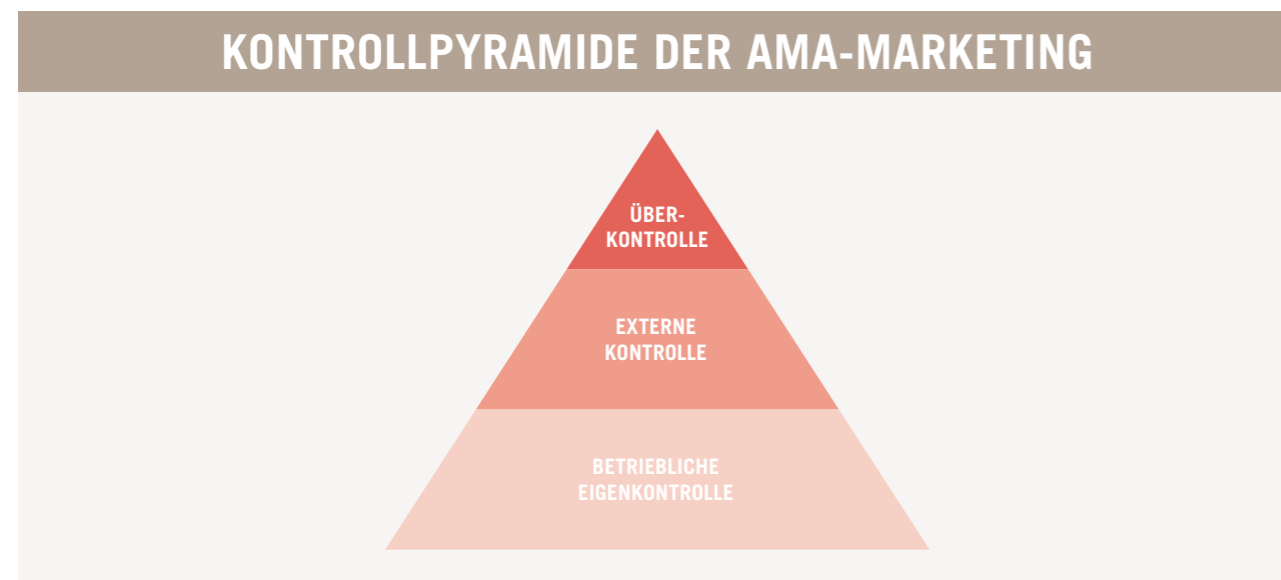 KONTROLLPYRAMIDE DER AMA-MARKETING
ÜBER-
KONTROLLE
EXTERNE
KONTROLLE
BETRIEBLICHE
EIGENKONTROLLE